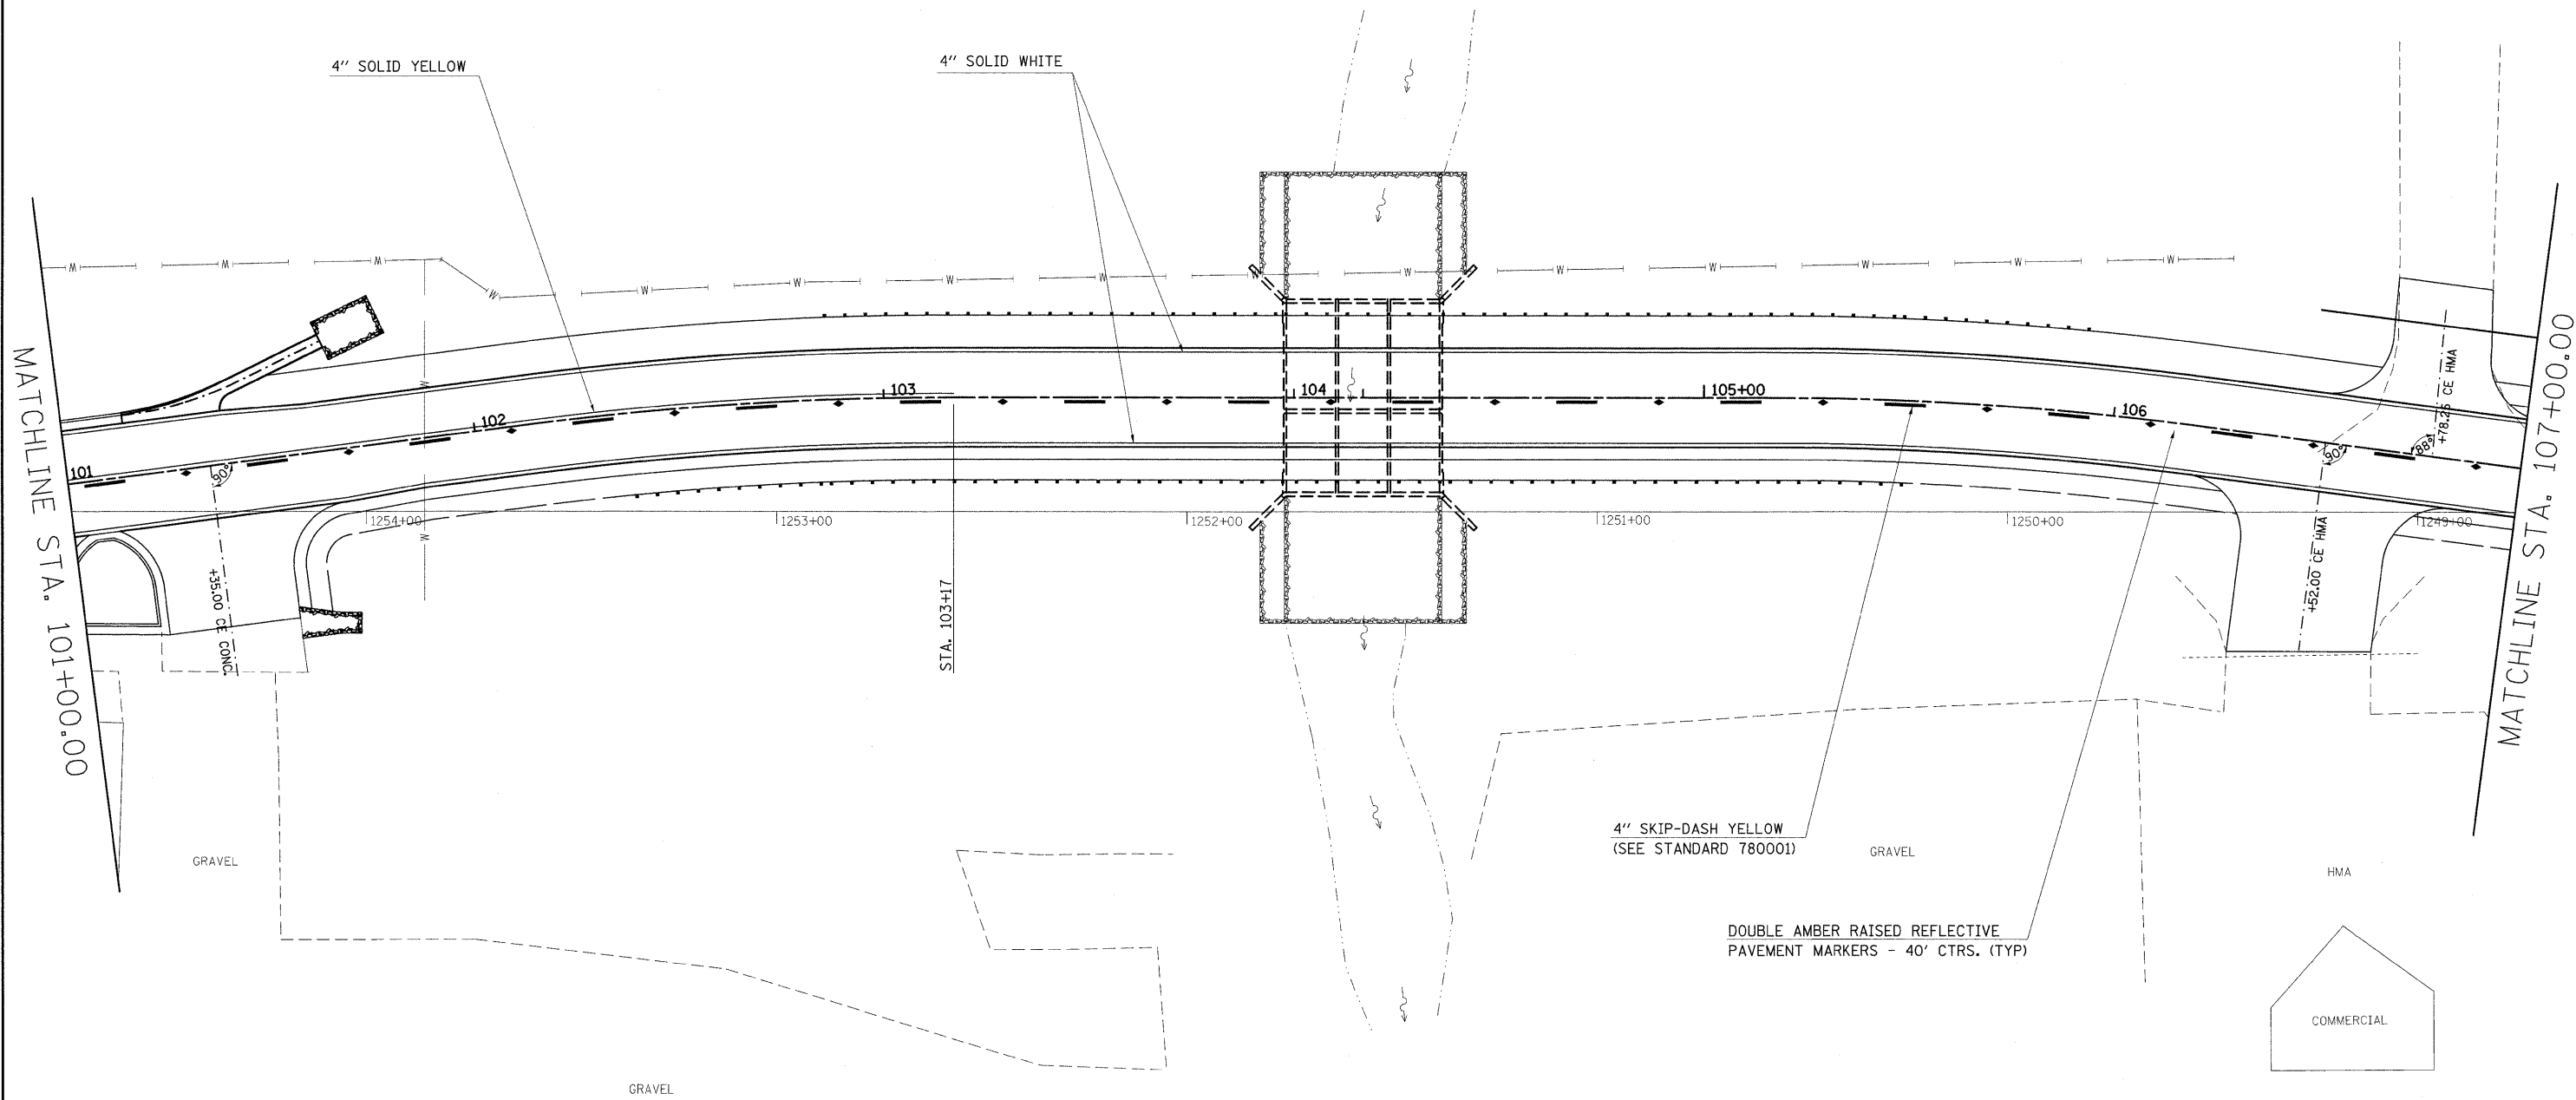 4" SOLID YELLOW
4" SOLID WHITE
W W W W W W W W W W W W W W W
MATCHLINE STA. 101+00.00
101
102
103
104
105+00
106
90°
+35.00 CE CONC.
W
W
1254+00
1253+00
1252+00
1251+00
1250+00
1249+00
STA. 103+17
90°
88°
+78.25 CE HMA
+52.00 CE HMA
MATCHLINE STA. 107+00.00
4" SKIP-DASH YELLOW
(SEE STANDARD 780001)
DOUBLE AMBER RAISED REFLECTIVE
PAVEMENT MARKERS - 40' CTRS. (TYP)
GRAVEL
GRAVEL
HMA
COMMERCIAL
GRAVEL